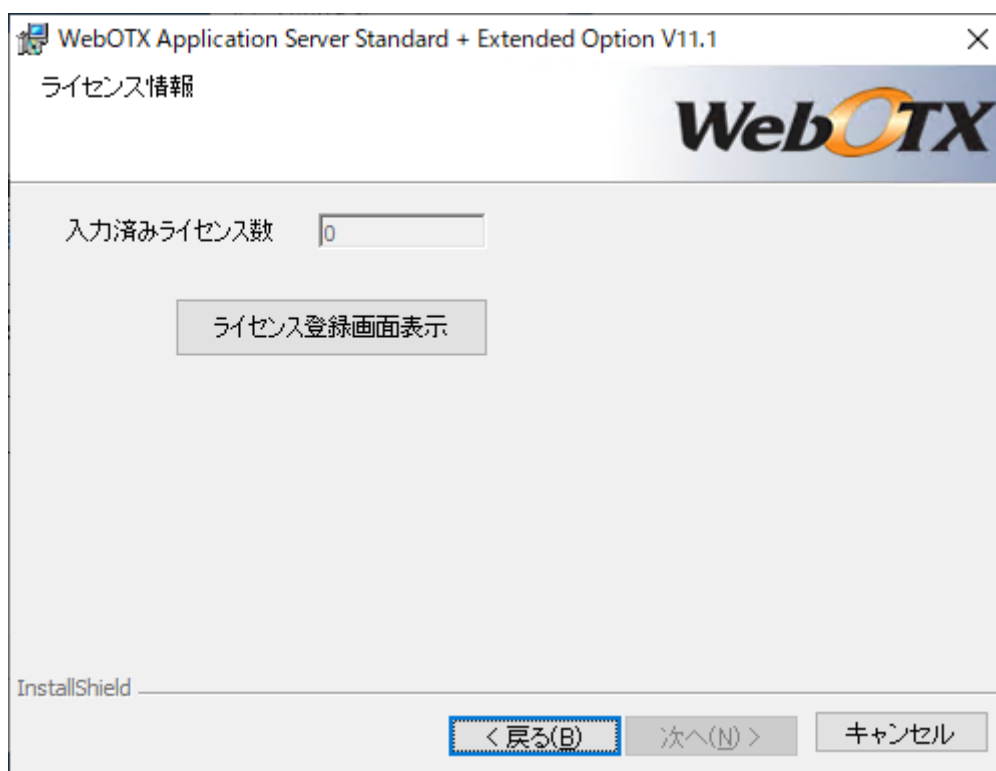 WebOTX Application Server Standard + Extended Option V11.1
ライセンス情報
WebOTX
入力済みライセンス数 0
ライセンス登録画面表示
InstallShield
< 戻る(B) 次へ(N) > キャンセル